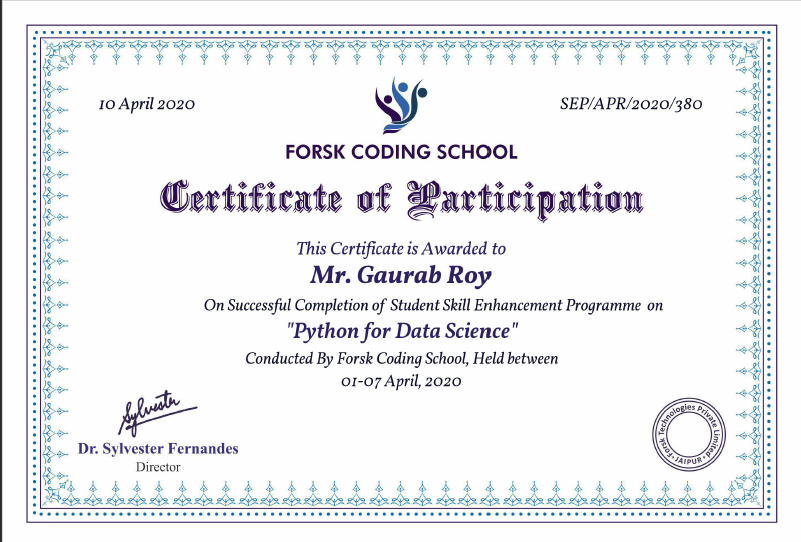 10 April 2020
SEP/APR/2020/380
FORSK CODING SCHOOL
Certificate of Participation
This Certificate is Awarded to
Mr. Gaurab Roy
On Successful Completion of Student Skill Enhancement Programme on
"Python for Data Science"
Conducted By Forsk Coding School, Held between
01-07 April, 2020
Sylvester
Dr. Sylvester Fernandes
Director
Forsk Technologies Private Limited
JAIPUR